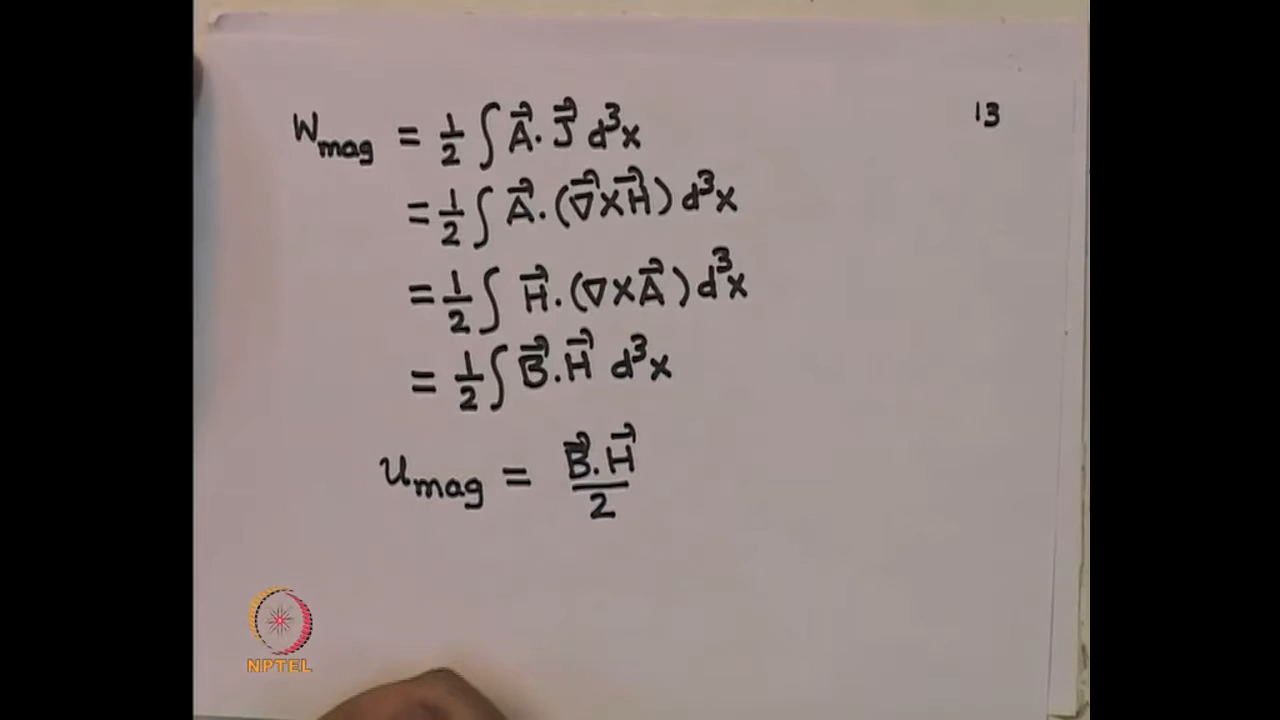 13
W_mag = 1/2 ∫ A⃗ . J⃗ d³x
= 1/2 ∫ A⃗ . (∇⃗ × H⃗) d³x
= 1/2 ∫ H⃗ . (∇ × A⃗) d³x
= 1/2 ∫ B⃗ . H⃗ d³x
u_mag = B⃗ . H⃗ / 2
NPTEL